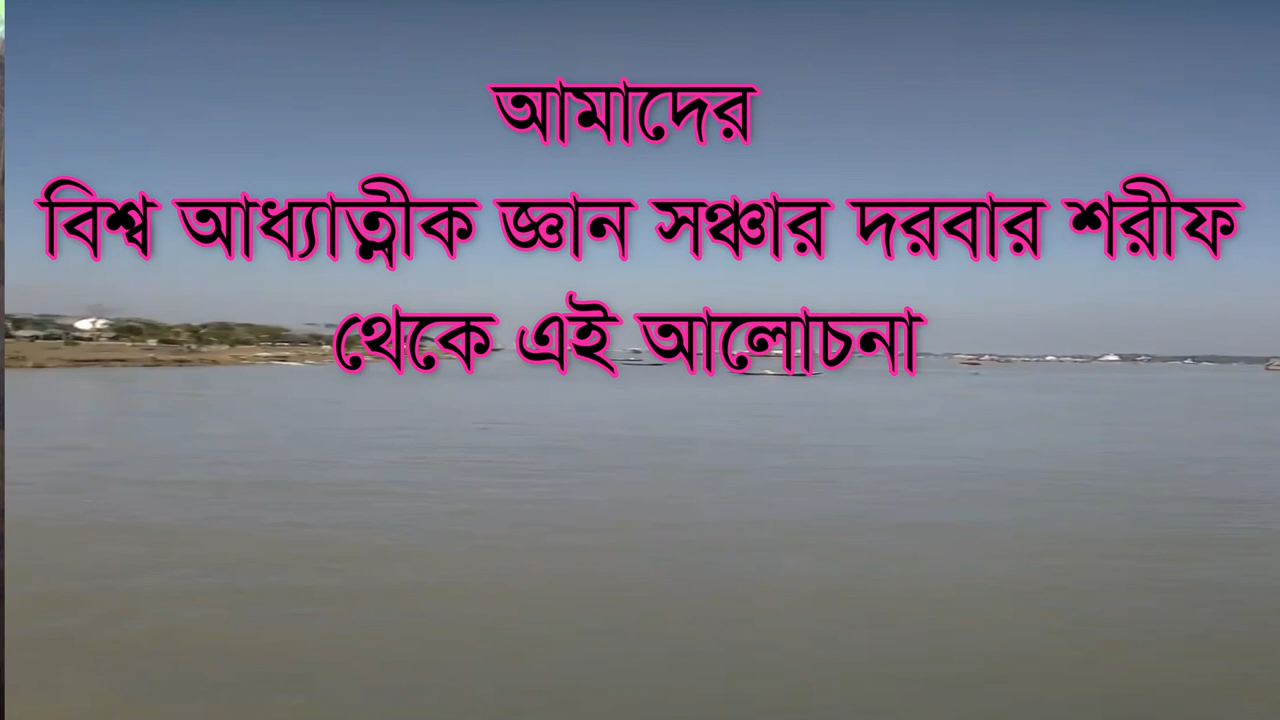 আমাদের
বিশ্ব আধ্যাত্নীক জ্ঞান সঞ্চার দরবার শরীফ
থেকে এই আলোচনা